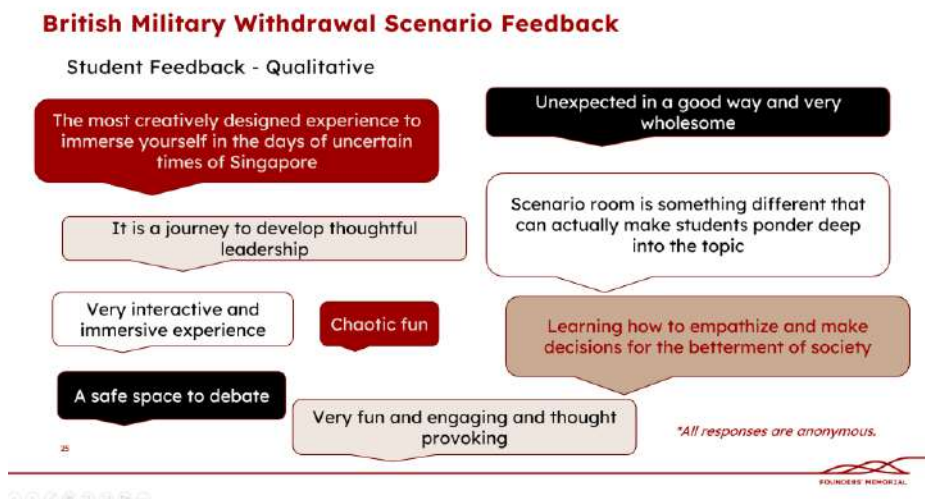 British Military Withdrawal Scenario Feedback
Student Feedback - Qualitative
The most creatively designed experience to
immerse yourself in the days of uncertain
times of Singapore
It is a journey to develop thoughtful
leadership
Very interactive and
immersive experience
Chaotic fun
A safe space to debate
Very fun and engaging and thought
provoking
Unexpected in a good way and very
wholesome
Scenario room is something different that
can actually make students ponder deep
into the topic
Learning how to empathize and make
decisions for the betterment of society
*All responses are anonymous.
25
FOUNDERS' MEMORIAL